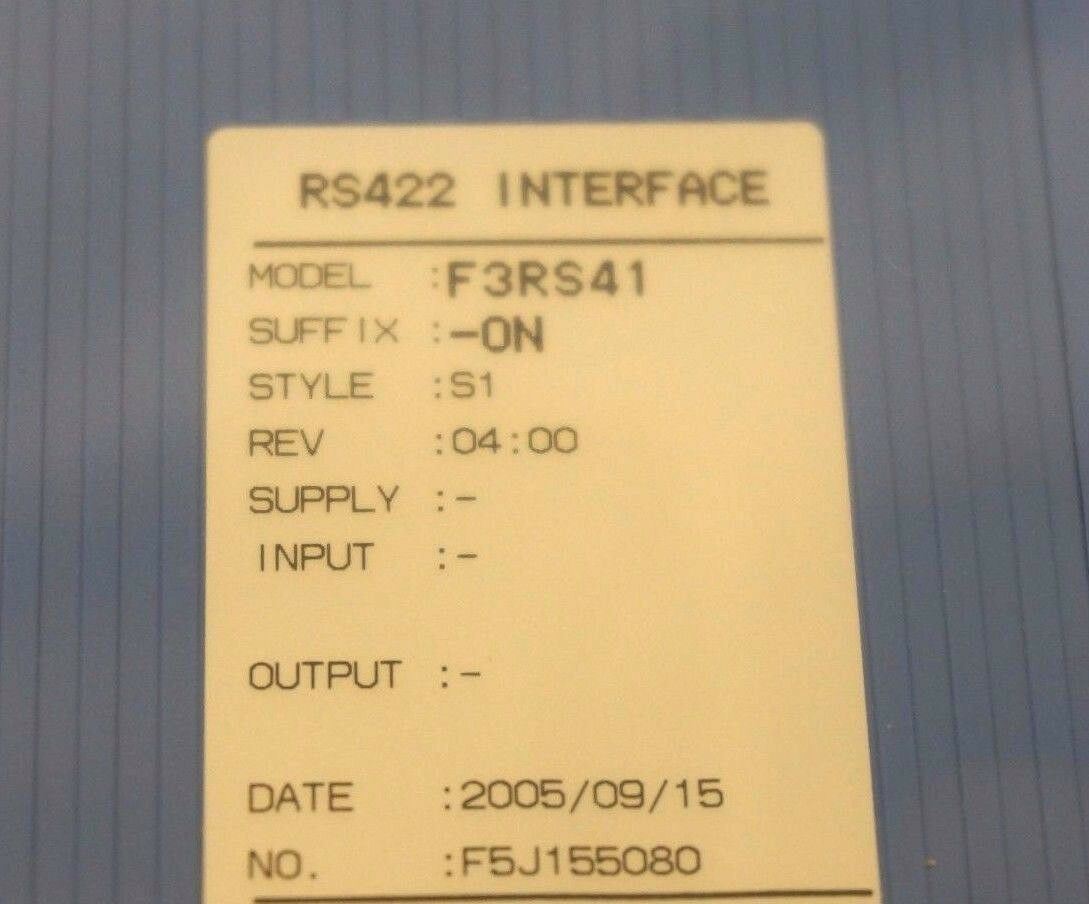 RS422 INTERFACE
MODEL :F3RS41
SUFFIX :-0N
STYLE :S1
REV :04:00
SUPPLY :-
INPUT :-
OUTPUT :-
DATE :2005/09/15
NO. :F5J155080